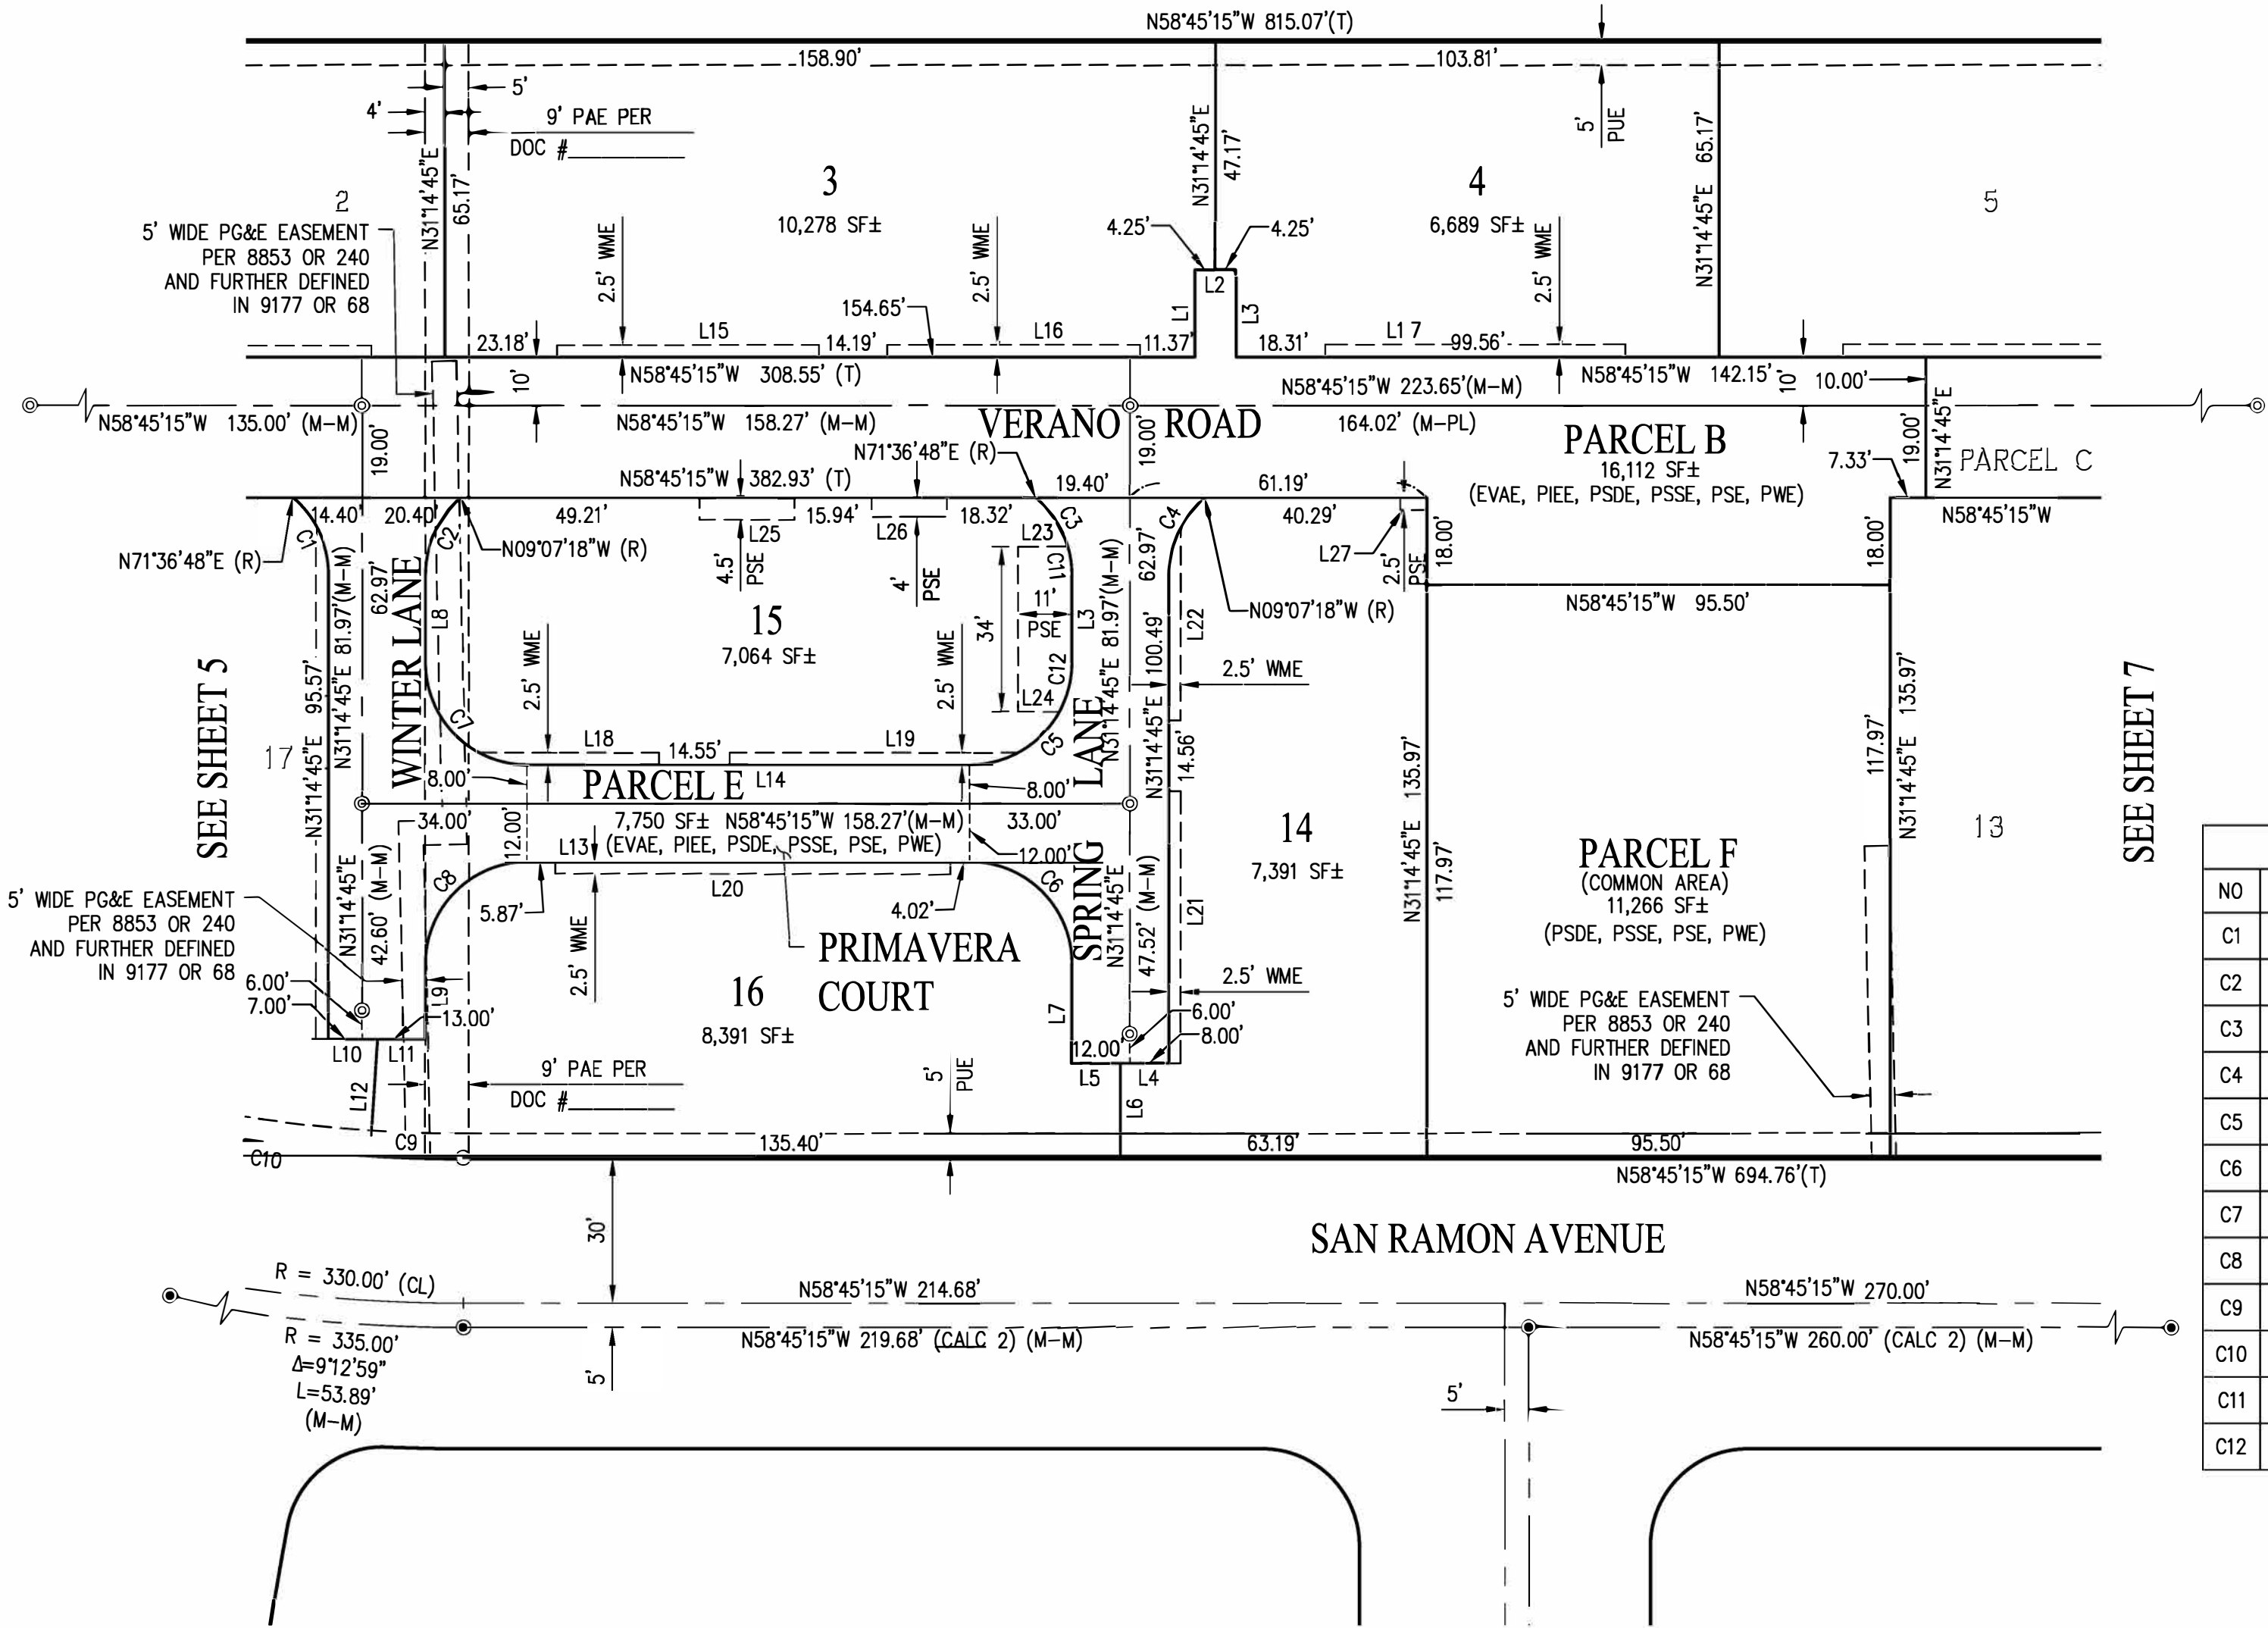 N58°45'15"W 815.07'(T)
158.90'
103.81'
5'
4'
9' PAE PER
DOC #
N31°14'45"E
65.17'
N31°14'45"E
47.17'
5'
PUE
N31°14'45"E 65.17'
2
3
10,278 SF±
4
6,689 SF±
5
5' WIDE PG&E EASEMENT
PER 8853 OR 240
AND FURTHER DEFINED
IN 9177 OR 68
2.5' WME
2.5' WME
2.5' WME
4.25'
4.25'
L2
L1
L3
154.65'
23.18'
L15
14.19'
L16
11.37'
18.31'
L17
99.56'
10'
N58°45'15"W 308.55' (T)
N58°45'15"W 223.65'(M-M)
N58°45'15"W 142.15'
10'
10.00'
N58°45'15"W 135.00' (M-M)
N58°45'15"W 158.27' (M-M)
VERANO ROAD
164.02' (M-PL)
PARCEL B
16,112 SF±
(EVAE, PIEE, PSDE, PSSE, PSE, PWE)
19.00'
19.00'
19.00'
N31°14'45"E
PARCEL C
7.33'
N71°36'48"E (R)
N58°45'15"W 382.93' (T)
19.40'
61.19'
14.40'
20.40'
49.21'
15.94'
18.32'
40.29'
N58°45'15"W
L25
L26
L23
C1
C2
C3
C4
N71°36'48"E (R)
N09°07'18"W (R)
4.5'
PSE
4'
PSE
L27
2.5'
PSE
18.00'
18.00'
N58°45'15"W 95.50'
N09°07'18"W (R)
62.97'
62.97'
C11
11'
PSE
34'
L3
C12
L24
L8
L22
15
7,064 SF±
2.5' WME
2.5' WME
2.5' WME
WINTER LANE
N31°14'45"E 81.97'(M-M)
N31°14'45"E 95.57'
N31°14'45"E 81.97'(M-M)
N31°14'45"E 100.49'
14.56'
SEE SHEET 5
SEE SHEET 7
17
C7
C5
L18
14.55'
L19
8.00'
PARCEL E
L14
8.00'
7,750 SF±
N58°45'15"W 158.27'(M-M)
34.00'
33.00'
12.00'
L13
(EVAE, PIEE, PSDE, PSSE, PSE, PWE)
12.00'
L20
C8
C6
5.87'
4.02'
SPRING LANE
14
7,391 SF±
N31°14'45"E 135.97'
117.97'
117.97'
N31°14'45"E 135.97'
13
PARCEL F
(COMMON AREA)
11,266 SF±
(PSDE, PSSE, PSE, PWE)
5' WIDE PG&E EASEMENT
PER 8853 OR 240
AND FURTHER DEFINED
IN 9177 OR 68
N31°14'45"E
42.60' (M-M)
2.5' WME
PRIMAVERA
COURT
N31°14'45"E
47.52' (M-M)
L21
2.5' WME
16
8,391 SF±
6.00'
7.00'
L9
13.00'
L7
6.00'
8.00'
12.00'
L10
L11
L5
L4
L12
L6
9' PAE PER
DOC #
5'
PUE
5' WIDE PG&E EASEMENT
PER 8853 OR 240
AND FURTHER DEFINED
IN 9177 OR 68
C9
C10
135.40'
63.19'
95.50'
N58°45'15"W 694.76'(T)
30'
SAN RAMON AVENUE
R = 330.00' (CL)
N58°45'15"W 214.68'
N58°45'15"W 270.00'
R = 335.00'
Δ=9°12'59"
L=53.89'
(M-M)
N58°45'15"W 219.68' (CALC 2) (M-M)
N58°45'15"W 260.00' (CALC 2) (M-M)
5'
5'
NO
C1
C2
C3
C4
C5
C6
C7
C8
C9
C10
C11
C12